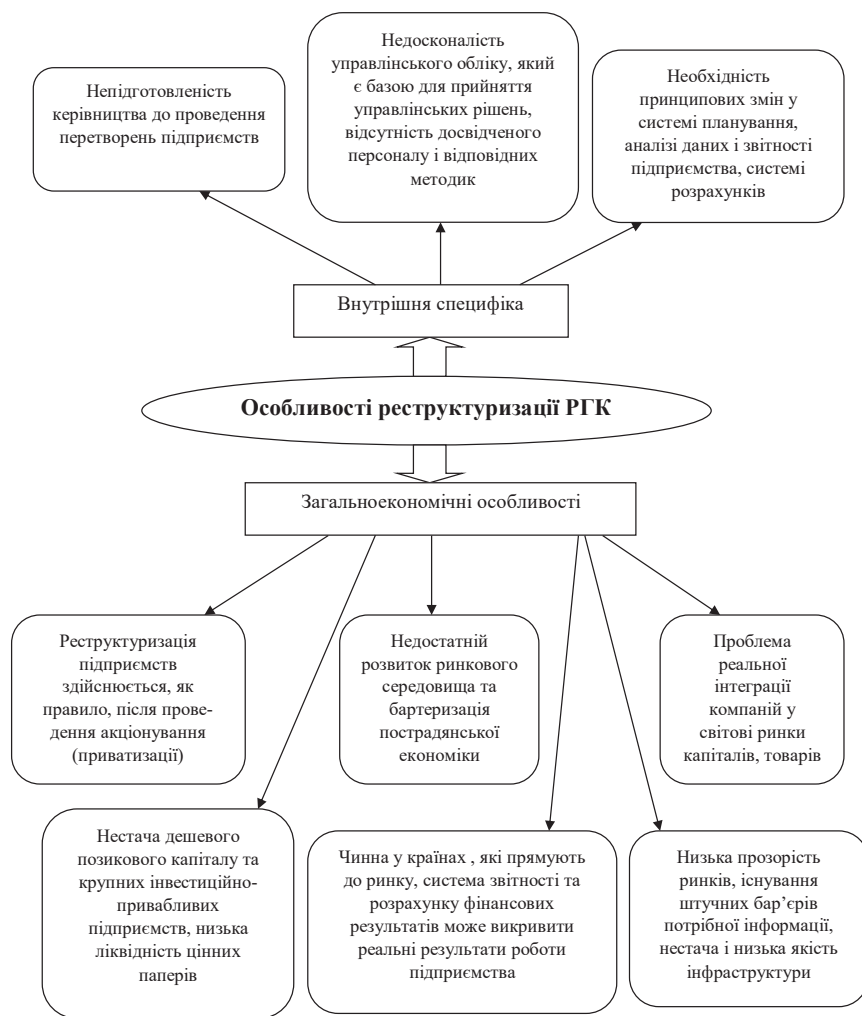 Непідготовленість
керівництва до проведення
перетворень підприємств
Недосконалість
управлінського обліку, який
є базою для прийняття
управлінських рішень,
відсутність досвідченого
персоналу і відповідних
методик
Необхідність
принципових змін у
системі планування,
аналізі даних і звітності
підприємства, системі
розрахунків
Внутрішня специфіка
Особливості реструктуризації РГК
Загальноекономічні особливості
Реструктуризація
підприємств
здійснюється, як
правило, після прове-
дення акціонування
(приватизації)
Недостатній
розвиток ринкового
середовища та
бартеризація
пострадянської
економіки
Проблема
реальної
інтеграції
компаній у
світові ринки
капіталів, товарів
Нестача дешевого
позикового капіталу та
крупних інвестиційно-
привабливих
підприємств, низька
ліквідність цінних
паперів
Чинна у країнах , які прямують
до ринку, система звітності та
розрахунку фінансових
результатів може викривити
реальні результати роботи
підприємства
Низька прозорість
ринків, існування
штучних бар’єрів
потрібної інформації,
нестача і низька якість
інфраструктури